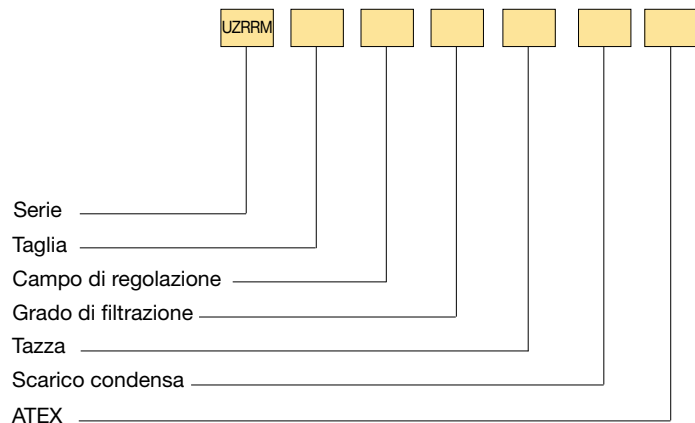 UZRRM
Serie
Taglia
Campo di regolazione
Grado di filtrazione
Tazza
Scarico condensa
ATEX